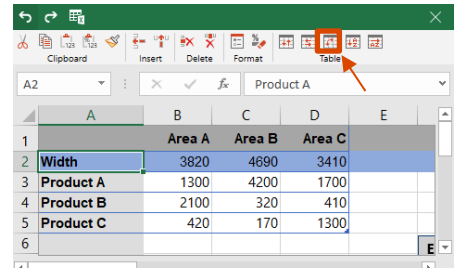 Clipboard Insert Delete Format Table
A2 fx Product A
A B C D E
1 Area A Area B Area C
2 Width 3820 4690 3410
3 Product A 1300 4200 1700
4 Product B 2100 320 410
5 Product C 420 170 1300
6 E